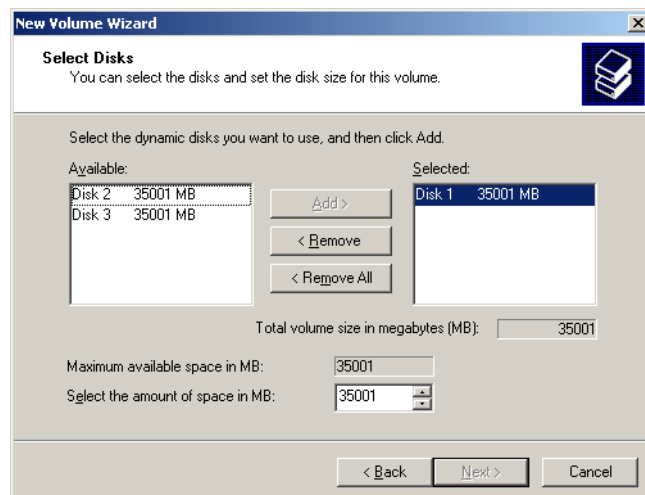 New Volume Wizard
Select Disks
You can select the disks and set the disk size for this volume.
Select the dynamic disks you want to use, and then click Add.
Available:
Selected:
Disk 2 35001 MB
Disk 3 35001 MB
Add >
< Remove
< Remove All
Disk 1 35001 MB
Total volume size in megabytes (MB): 35001
Maximum available space in MB: 35001
Select the amount of space in MB: 35001
< Back
Next >
Cancel